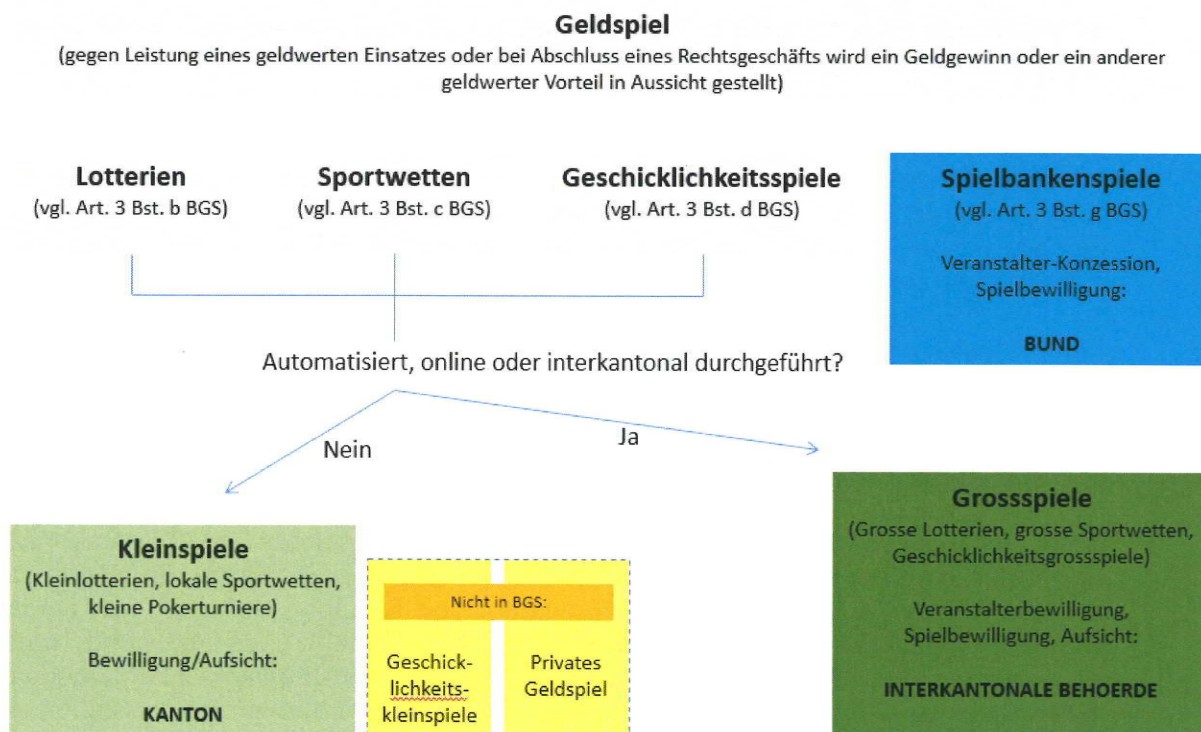 Geldspiel
(gegen Leistung eines geldwerten Einsatzes oder bei Abschluss eines Rechtsgeschäfts wird ein Geldgewinn oder ein anderer
geldwerter Vorteil in Aussicht gestellt)
Lotterien
(vgl. Art. 3 Bst. b BGS)
Sportwetten
(vgl. Art. 3 Bst. c BGS)
Geschicklichkeitsspiele
(vgl. Art. 3 Bst. d BGS)
Spielbankenspiele
(vgl. Art. 3 Bst. g BGS)
Veranstalter-Konzession,
Spielbewilligung:
BUND
Automatisiert, online oder interkantonal durchgeführt?
Nein
Ja
Kleinspiele
(Kleinlotterien, lokale Sportwetten,
kleine Pokerturniere)
Bewilligung/Aufsicht:
KANTON
Nicht in BGS:
Geschick-
lichkeits-
kleinspiele
Privates
Geldspiel
Grossspiele
(Grosse Lotterien, grosse Sportwetten,
Geschicklichkeitsgrossspiele)
Veranstalterbewilligung,
Spielbewilligung, Aufsicht:
INTERKANTONALE BEHOERDE